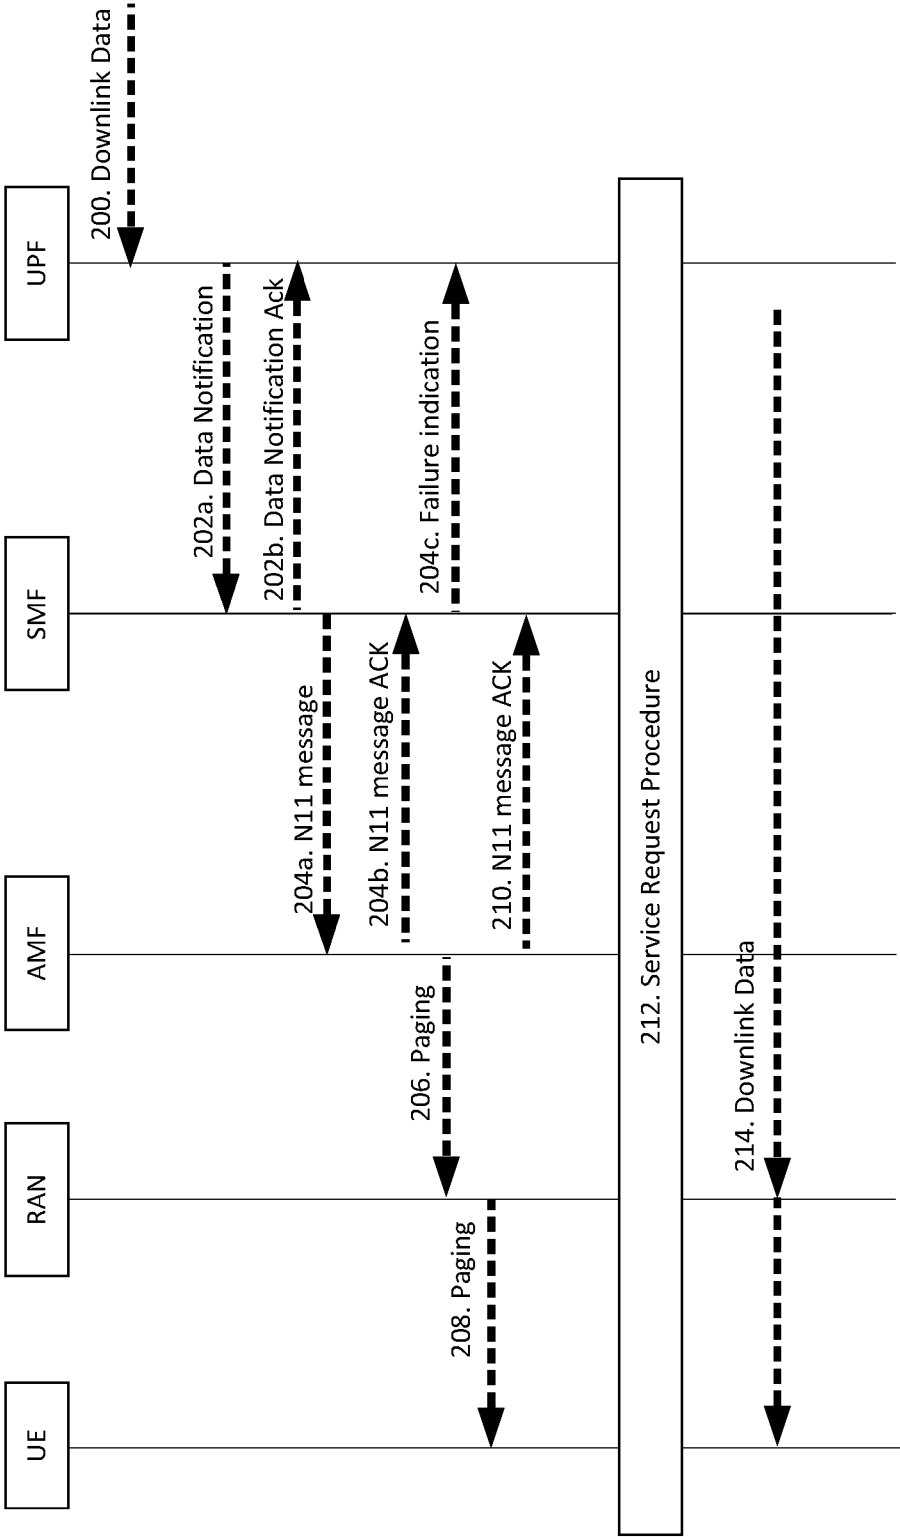 UE
RAN
AMF
SMF
UPF
200. Downlink Data
202a. Data Notification
202b. Data Notification Ack
204a. N11 message
204b. N11 message ACK
206. Paging
204c. Failure indication
208. Paging
210. N11 message ACK
212. Service Request Procedure
214. Downlink Data